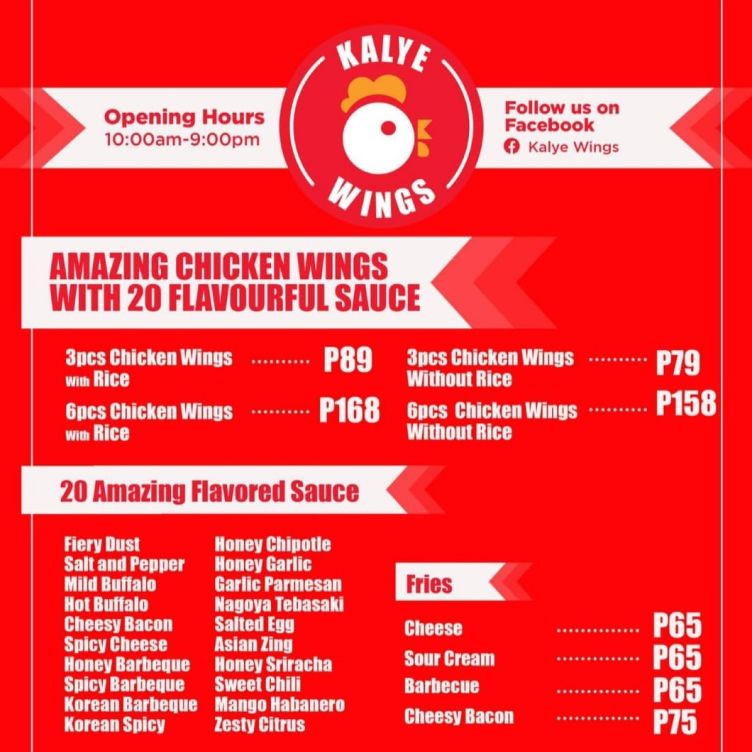 KALYE
WINGS
Opening Hours
10:00am-9:00pm
Follow us on
Facebook
Kalye Wings
AMAZING CHICKEN WINGS
WITH 20 FLAVOURFUL SAUCE
3pcs Chicken Wings .......... P89
With Rice
6pcs Chicken Wings .......... P168
With Rice
3pcs Chicken Wings .......... P79
Without Rice
6pcs Chicken Wings .......... P158
Without Rice
20 Amazing Flavored Sauce
Fiery Dust
Salt and Pepper
Mild Buffalo
Hot Buffalo
Cheesy Bacon
Spicy Cheese
Honey Barbeque
Spicy Barbeque
Korean Barbeque
Korean Spicy
Honey Chipotle
Honey Garlic
Garlic Parmesan
Nagoya Tebasaki
Salted Egg
Asian Zing
Honey Sriracha
Sweet Chili
Mango Habanero
Zesty Citrus
Fries
Cheese .............. P65
Sour Cream .............. P65
Barbecue .............. P65
Cheesy Bacon .............. P75